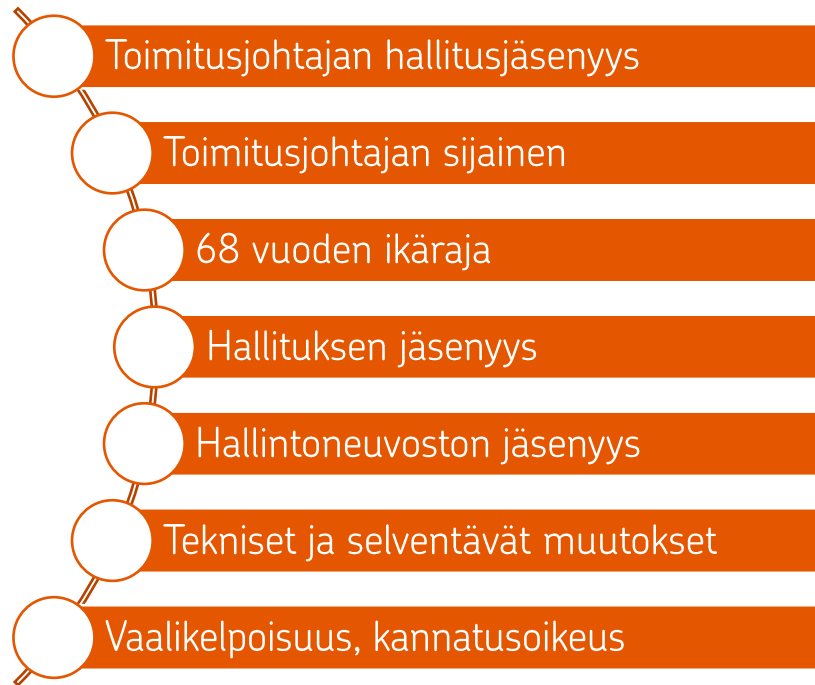 Toimitusjohtajan hallitusjäsenyys
Toimitusjohtajan sijainen
68 vuoden ikäraja
Hallituksen jäsenyys
Hallintoneuvoston jäsenyys
Tekniset ja selventävät muutokset
Vaalikelpoisuus, kannatusoikeus